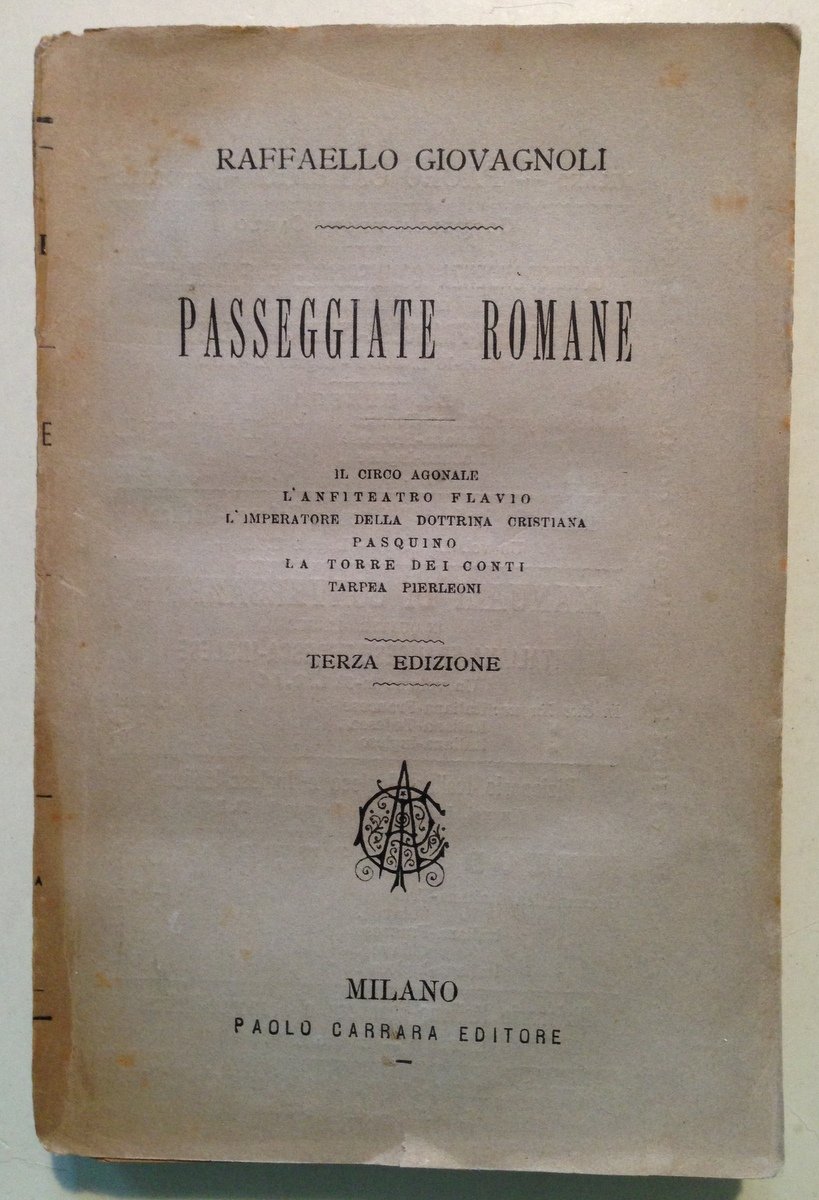 RAFFAELLO GIOVAGNOLI
PASSEGGIATE ROMANE
IL CIRCO AGONALE
L'ANFITEATRO FLAVIO
L'IMPERATORE DELLA DOTTRINA CRISTIANA
PASQUINO
LA TORRE DEI CONTI
TARPEA PIERLEONI
TERZA EDIZIONE
MILANO
PAOLO CARRARA EDITORE